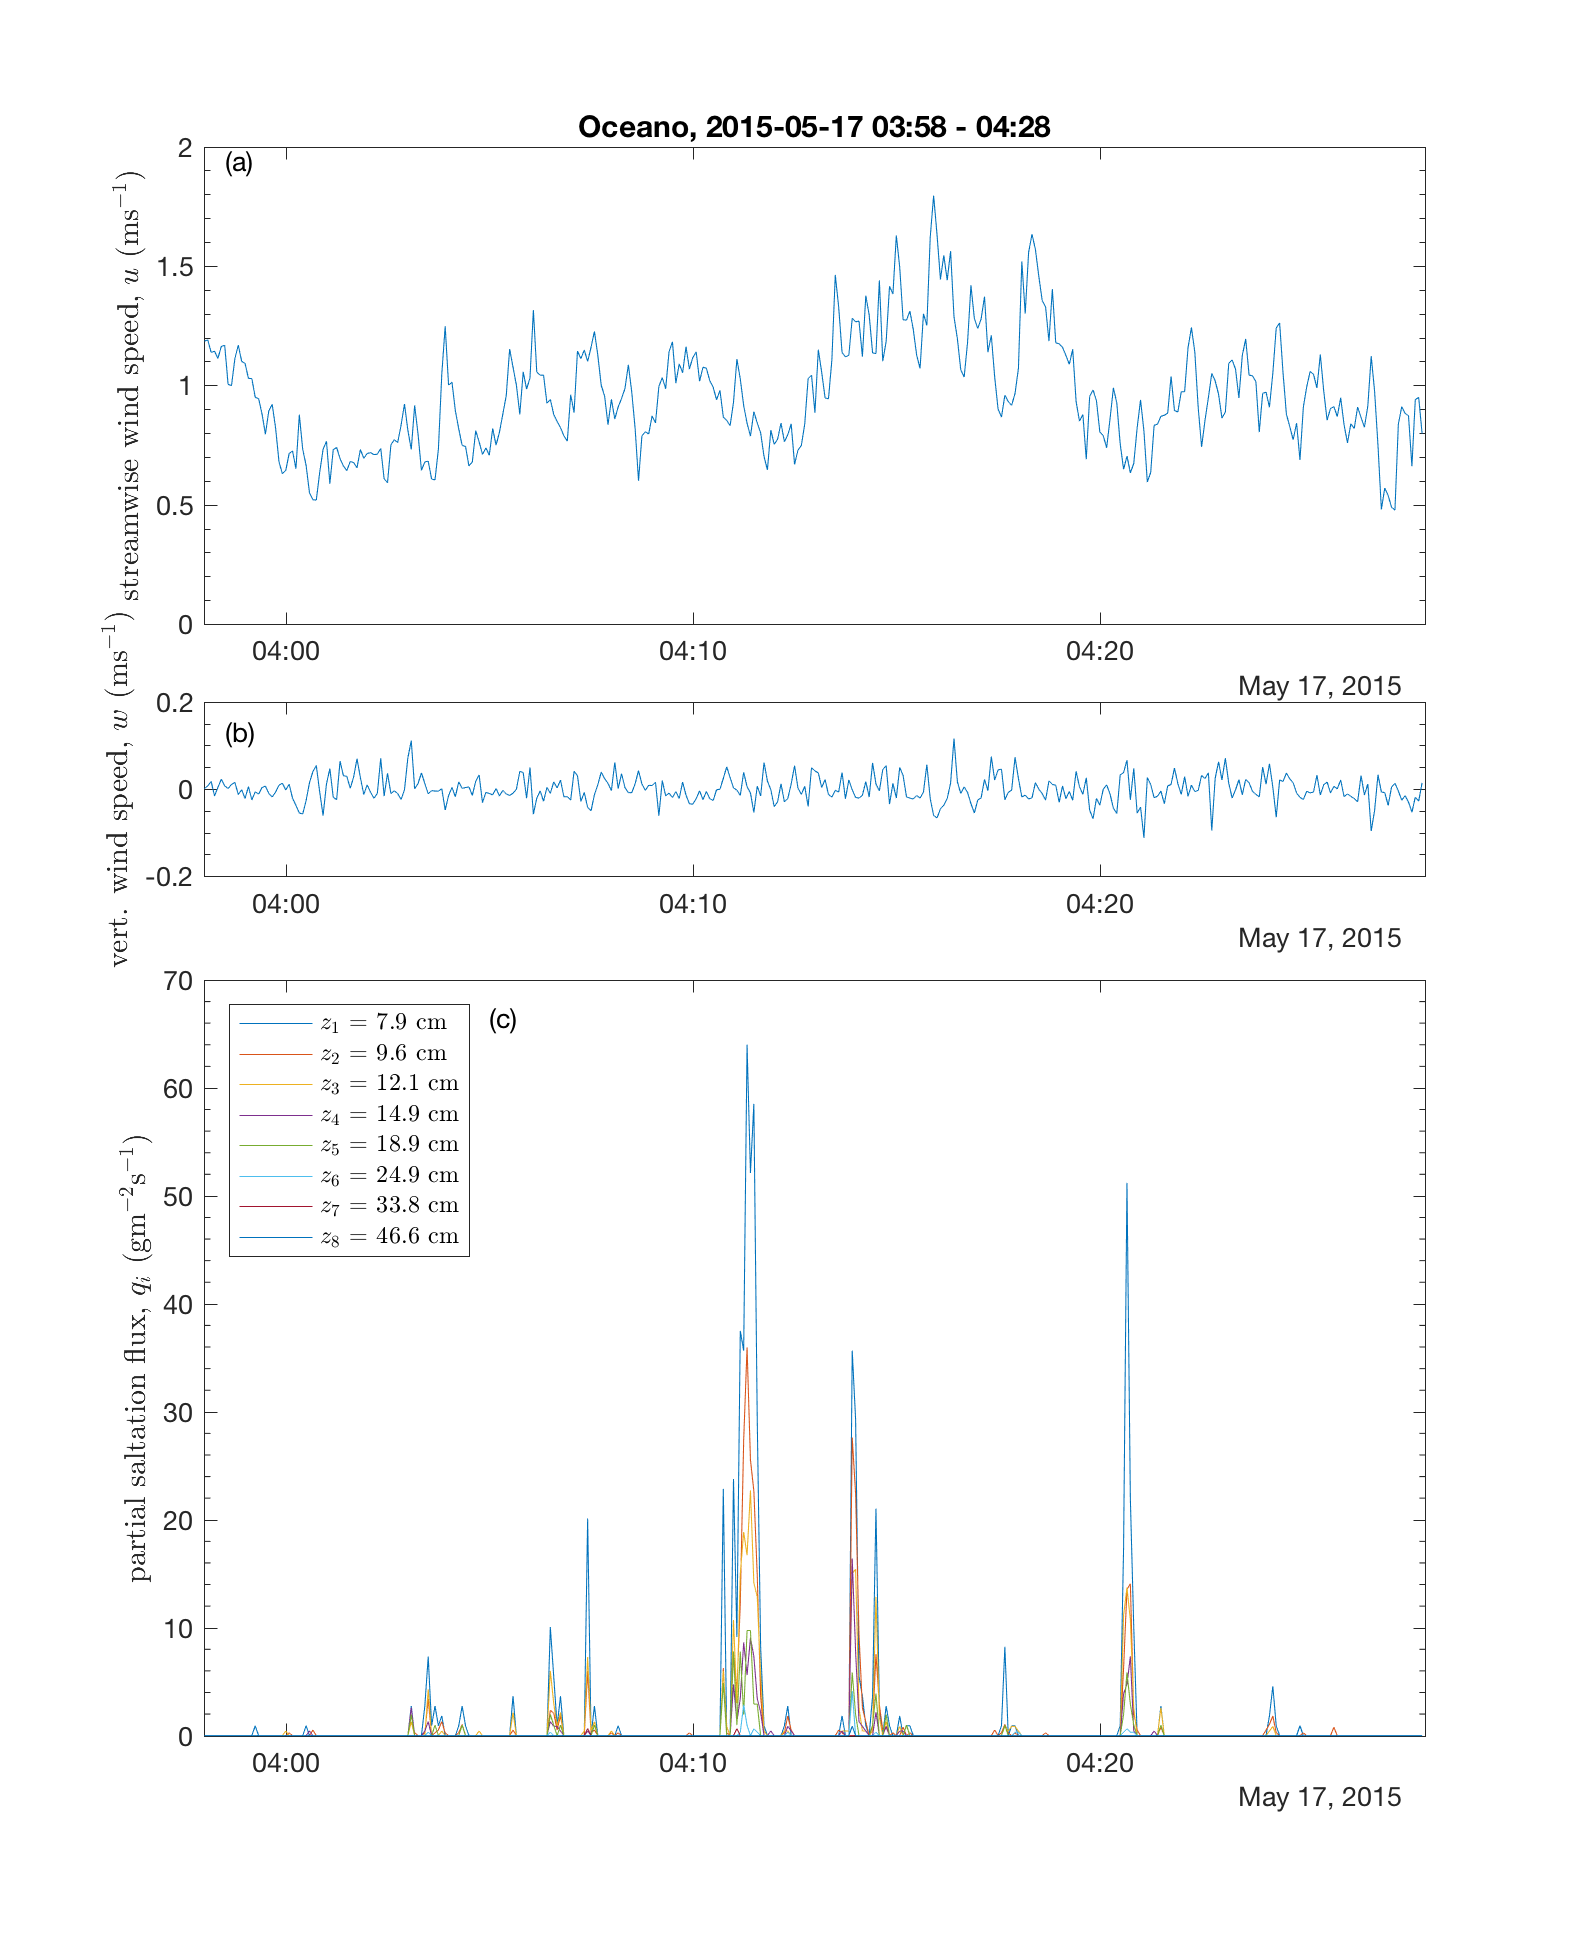 Oceano, 2015-05-17 03:58 - 04:28
(a)
streamwise wind speed, u (ms⁻¹)
2
1.5
1
0.5
0
04:00 04:10 04:20
May 17, 2015
(b)
vert. wind speed, w (ms⁻¹)
0.2
0
-0.2
04:00 04:10 04:20
May 17, 2015
(c)
partial saltation flux, qᵢ (gm⁻²s⁻¹)
70
60
50
40
30
20
10
0
z₁ = 7.9 cm
z₂ = 9.6 cm
z₃ = 12.1 cm
z₄ = 14.9 cm
z₅ = 18.9 cm
z₆ = 24.9 cm
z₇ = 33.8 cm
z₈ = 46.6 cm
04:00 04:10 04:20
May 17, 2015